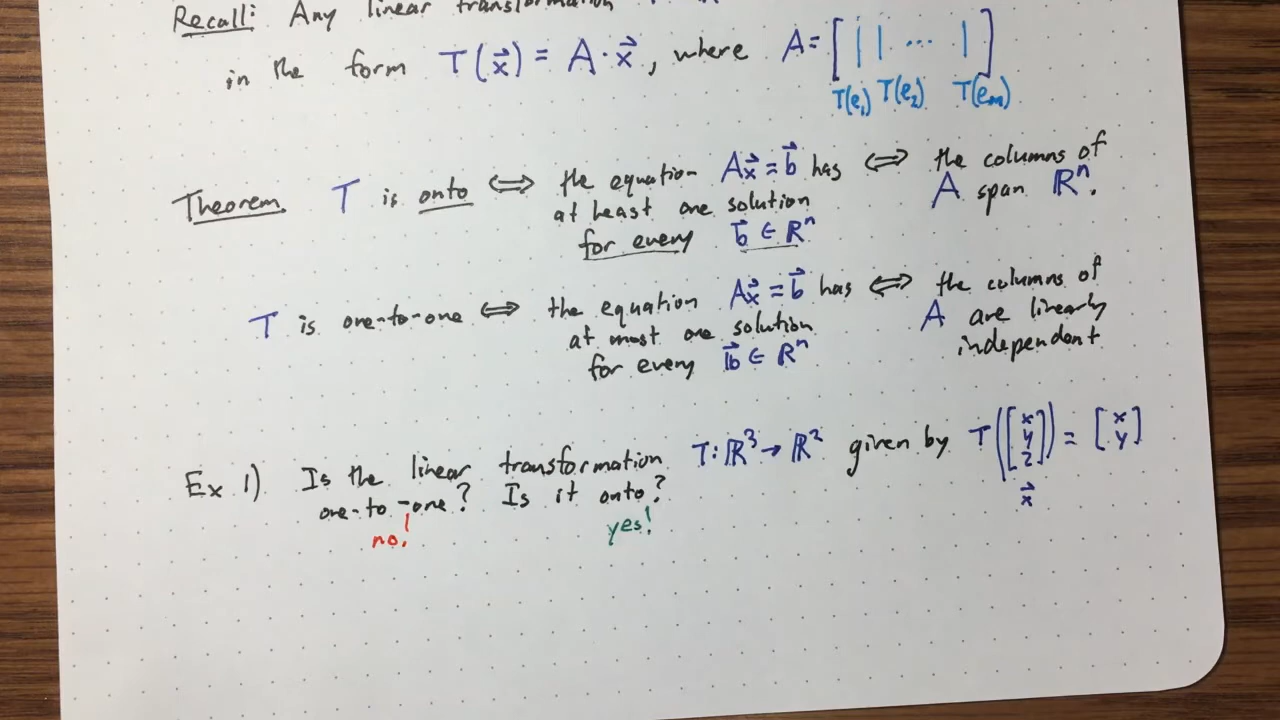 Recall: Any linear transformation
in the form T(x⃗) = A·x⃗, where A = [ | | ⋯ | ]
T(e₁) T(e₂) T(eₘ)
Theorem. T is onto ⟺ the equation Ax⃗ = b⃗ has ⟺ the columns of
at least one solution A span ℝⁿ.
for every b⃗ ∈ ℝⁿ
T is one-to-one ⟺ the equation Ax⃗ = b⃗ has ⟺ the columns of
at most one solution A are linearly
for every b⃗ ∈ ℝⁿ independent
Ex 1) Is the linear transformation T: ℝ³ → ℝ² given by T([x y z]) = [x y]
one-to-one? Is it onto? x⃗
no! yes!